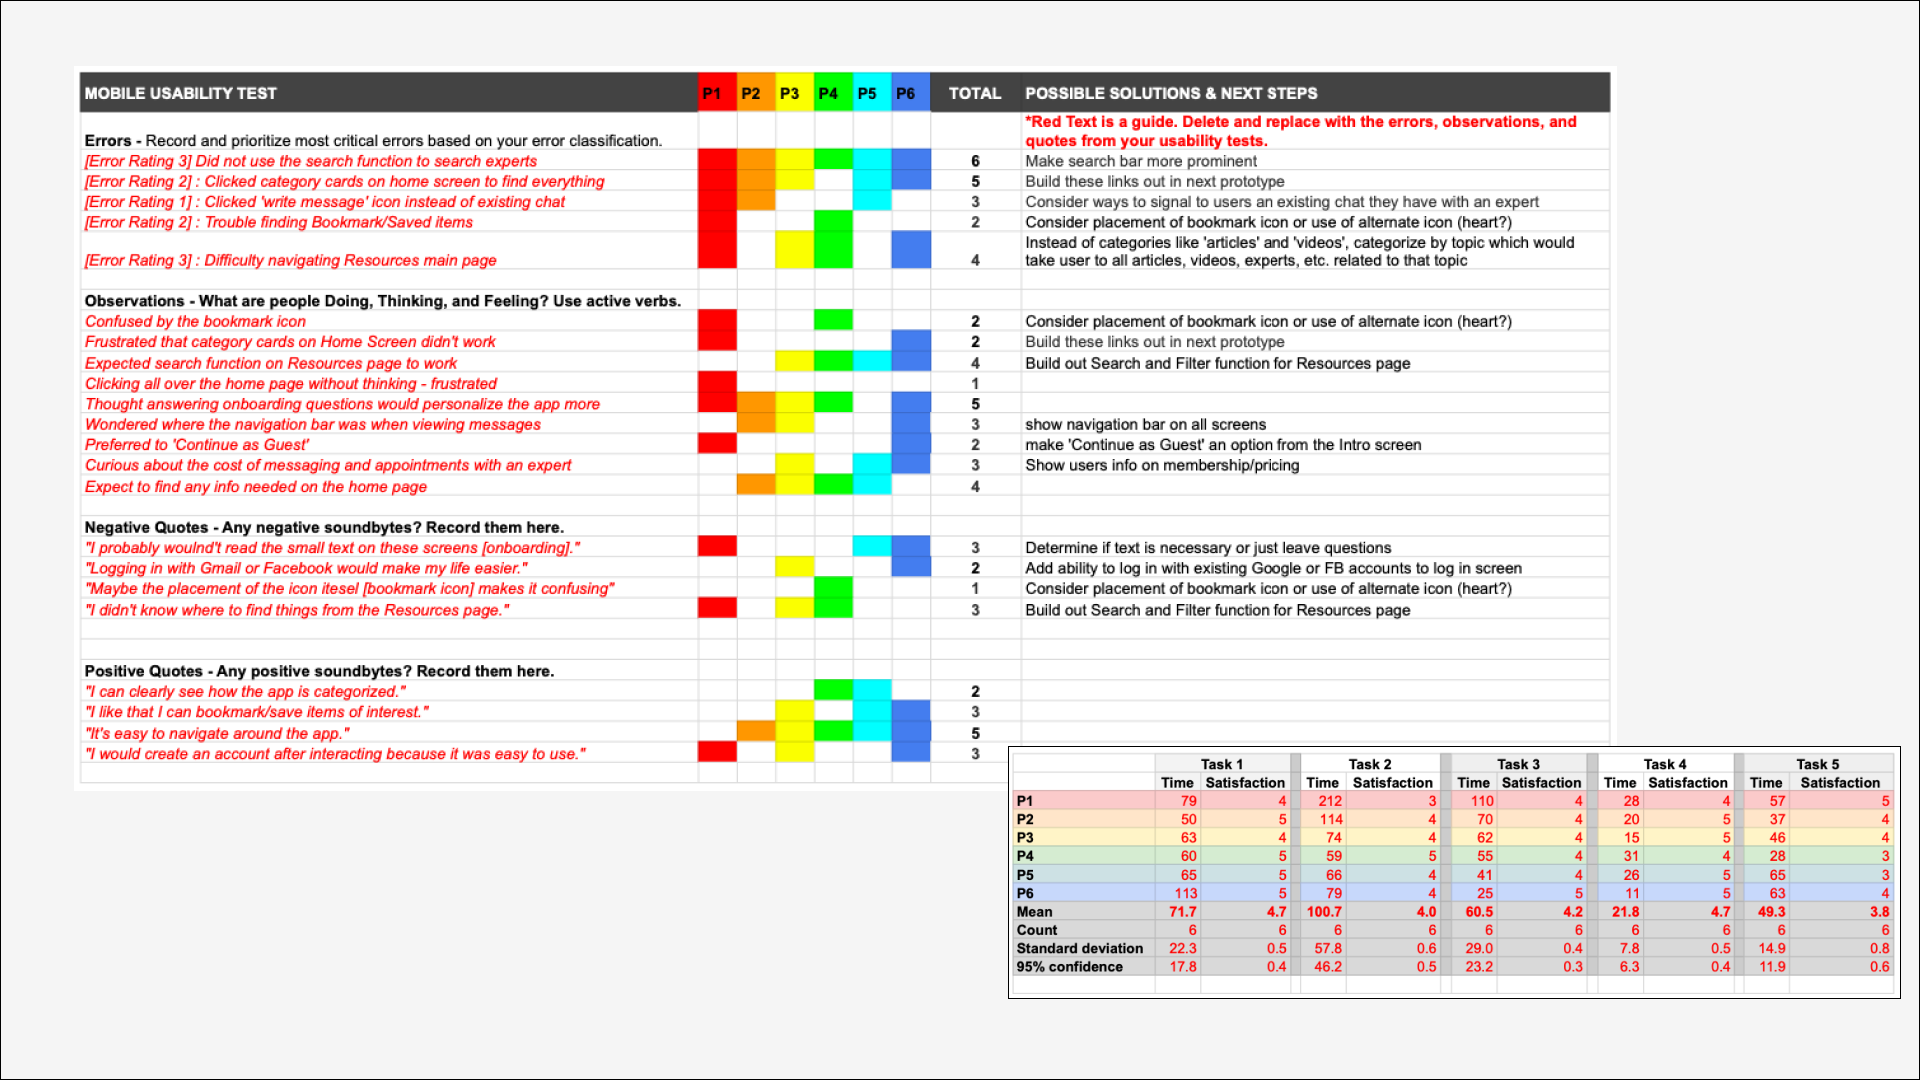 MOBILE USABILITY TEST P1 P2 P3 P4 P5 P6 TOTAL POSSIBLE SOLUTIONS & NEXT STEPS
*Red Text is a guide. Delete and replace with the errors, observations, and
Errors - Record and prioritize most critical errors based on your error classification. quotes from your usability tests.
[Error Rating 3] Did not use the search function to search experts 6 Make search bar more prominent
[Error Rating 2] : Clicked category cards on home screen to find everything 5 Build these links out in next prototype
[Error Rating 1] : Clicked 'write message' icon instead of existing chat 3 Consider ways to signal to users an existing chat they have with an expert
[Error Rating 2] : Trouble finding Bookmark/Saved items 2 Consider placement of bookmark icon or use of alternate icon (heart?)
Instead of categories like 'articles' and 'videos', categorize by topic which would
[Error Rating 3] : Difficulty navigating Resources main page 4 take user to all articles, videos, experts, etc. related to that topic
Observations - What are people Doing, Thinking, and Feeling? Use active verbs.
Confused by the bookmark icon 2 Consider placement of bookmark icon or use of alternate icon (heart?)
Frustrated that category cards on Home Screen didn't work 2 Build these links out in next prototype
Expected search function on Resources page to work 4 Build out Search and Filter function for Resources page
Clicking all over the home page without thinking - frustrated 1
Thought answering onboarding questions would personalize the app more 5
Wondered where the navigation bar was when viewing messages 3 show navigation bar on all screens
Preferred to 'Continue as Guest' 2 make 'Continue as Guest' an option from the Intro screen
Curious about the cost of messaging and appointments with an expert 3 Show users info on membership/pricing
Expect to find any info needed on the home page 4
Negative Quotes - Any negative soundbytes? Record them here.
"I probably woulnd't read the small text on these screens [onboarding]." 3 Determine if text is necessary or just leave questions
"Logging in with Gmail or Facebook would make my life easier." 2 Add ability to log in with existing Google or FB accounts to log in screen
"Maybe the placement of the icon itesel [bookmark icon] makes it confusing" 1 Consider placement of bookmark icon or use of alternate icon (heart?)
"I didn't know where to find things from the Resources page." 3 Build out Search and Filter function for Resources page
Positive Quotes - Any positive soundbytes? Record them here.
"I can clearly see how the app is categorized." 2
"I like that I can bookmark/save items of interest." 3
"It's easy to navigate around the app." 5
"I would create an account after interacting because it was easy to use." 3
Task 1 Task 2 Task 3 Task 4 Task 5
Time Satisfaction Time Satisfaction Time Satisfaction Time Satisfaction Time Satisfaction
P1 79 4 212 3 110 4 28 4 57 5
P2 50 5 114 4 70 4 20 5 37 4
P3 63 4 74 4 62 4 15 5 46 4
P4 60 5 59 5 55 4 31 4 28 3
P5 65 5 66 4 41 4 26 5 65 3
P6 113 5 79 4 25 5 11 5 63 4
Mean 71.7 4.7 100.7 4.0 60.5 4.2 21.8 4.7 49.3 3.8
Count 6 6 6 6 6 6 6 6 6 6
Standard deviation 22.3 0.5 57.8 0.6 29.0 0.4 7.8 0.5 14.9 0.8
95% confidence 17.8 0.4 46.2 0.5 23.2 0.3 6.3 0.4 11.9 0.6